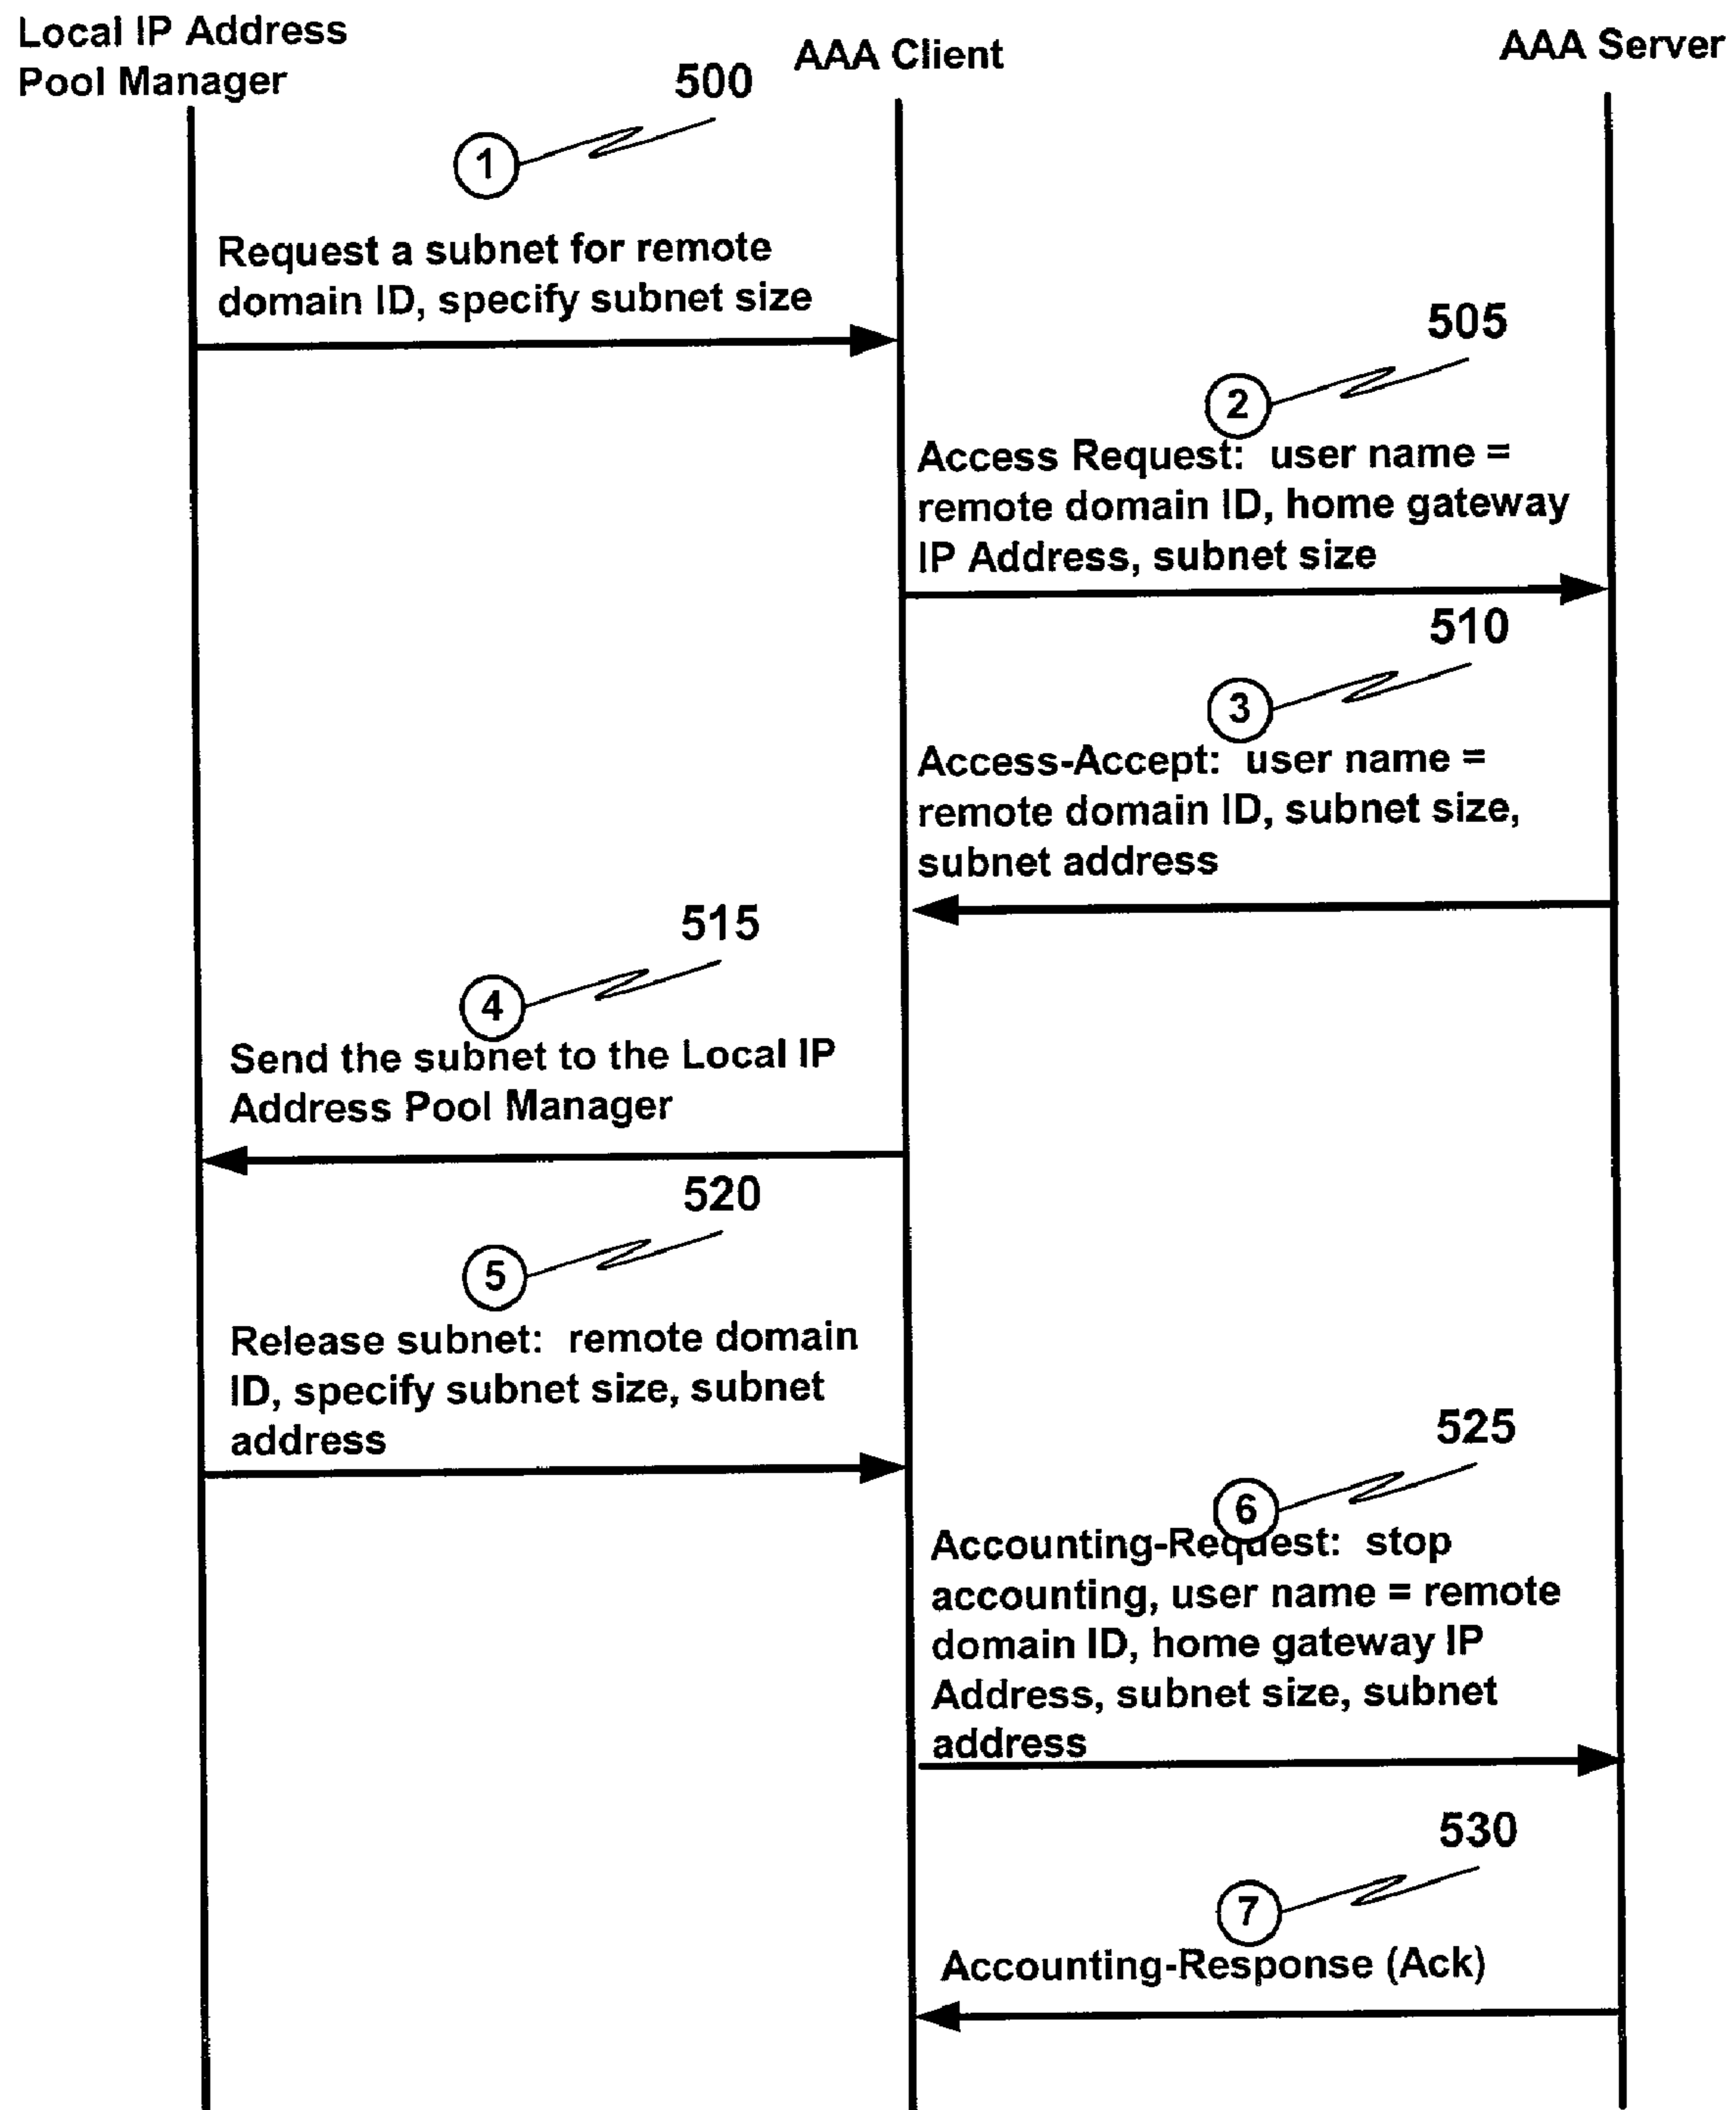 Local IP Address
Pool Manager
AAA Client
AAA Server
500
1
Request a subnet for remote
domain ID, specify subnet size
505
2
Access Request: user name =
remote domain ID, home gateway
IP Address, subnet size
510
3
Access-Accept: user name =
remote domain ID, subnet size,
subnet address
515
4
Send the subnet to the Local IP
Address Pool Manager
520
5
Release subnet: remote domain
ID, specify subnet size, subnet
address
525
6
Accounting-Request: stop
accounting, user name = remote
domain ID, home gateway IP
Address, subnet size, subnet
address
530
7
Accounting-Response (Ack)